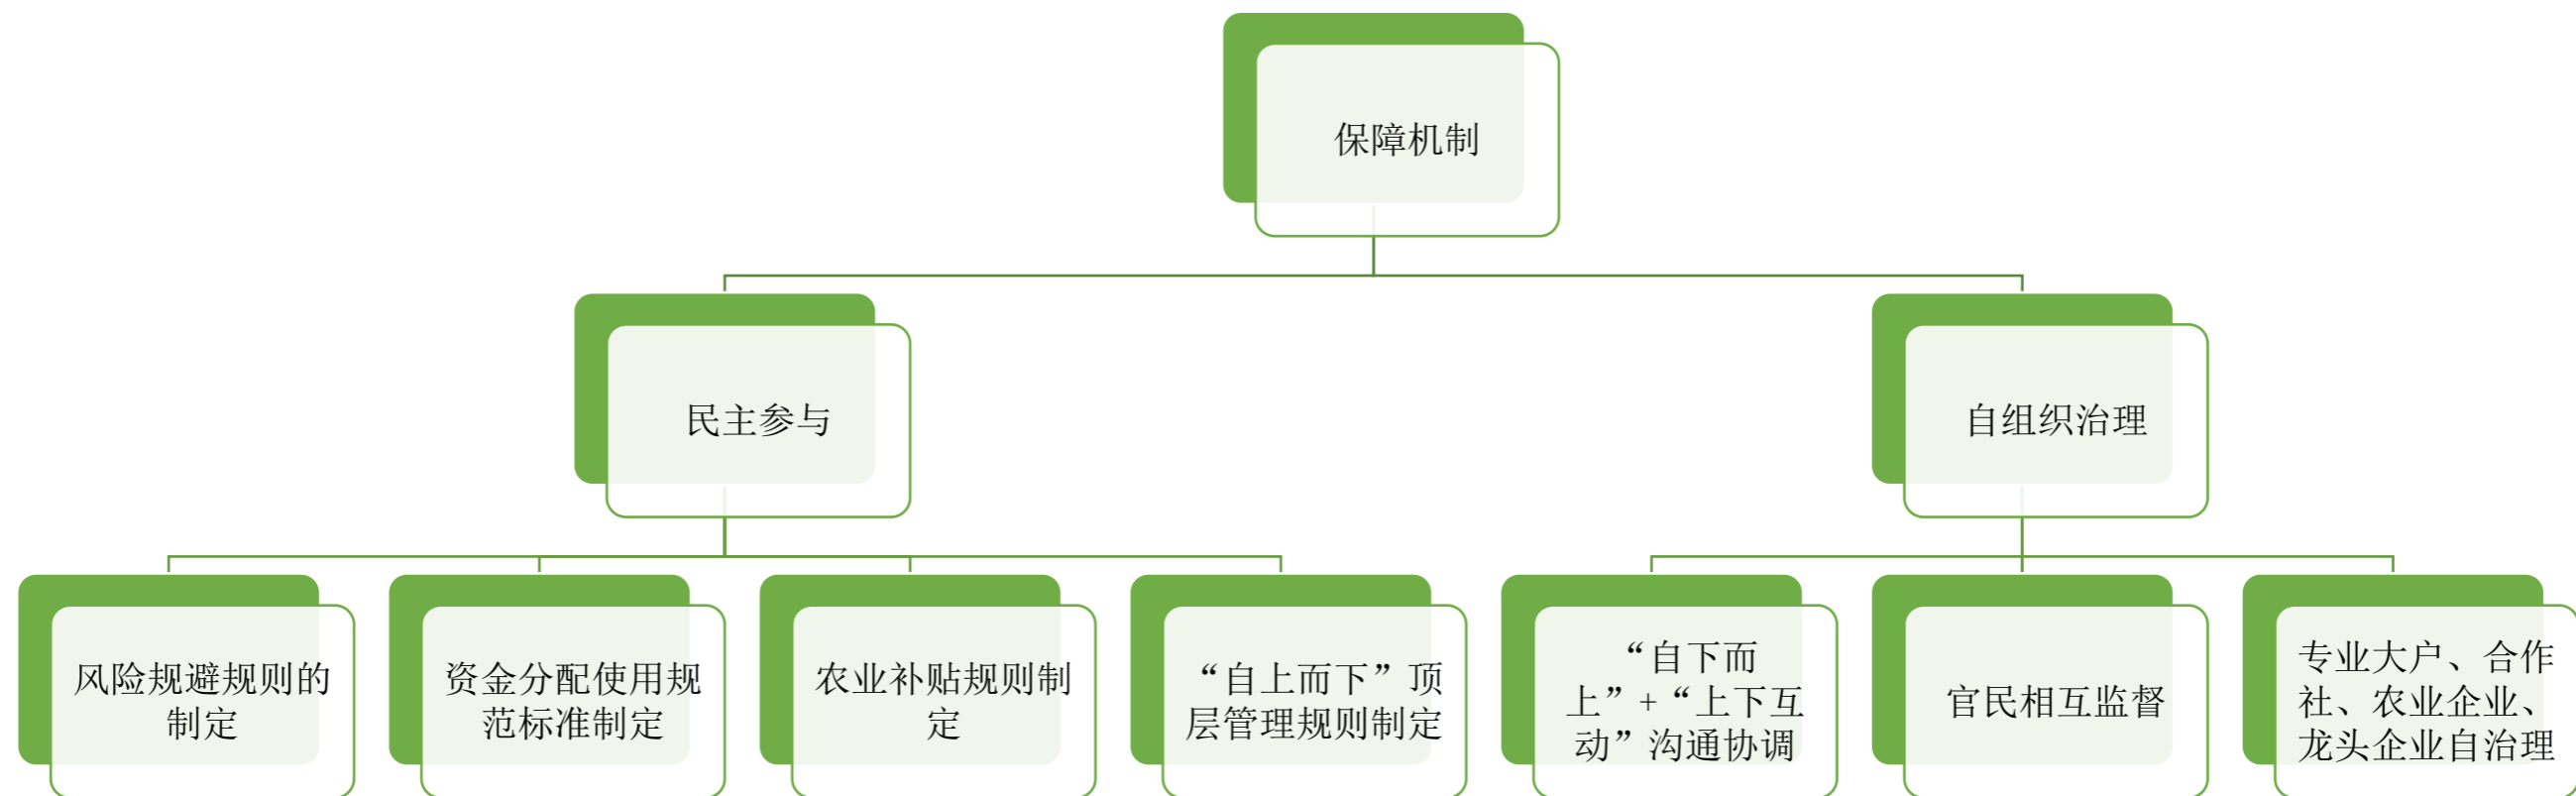 保障机制
民主参与
自组织治理
风险规避规则的
制定
资金分配使用规
范标准制定
农业补贴规则制
定
“自上而下”顶
层管理规则制定
“自下而
上”+“上下互
动”沟通协调
官民相互监督
专业大户、合作
社、农业企业、
龙头企业自治理